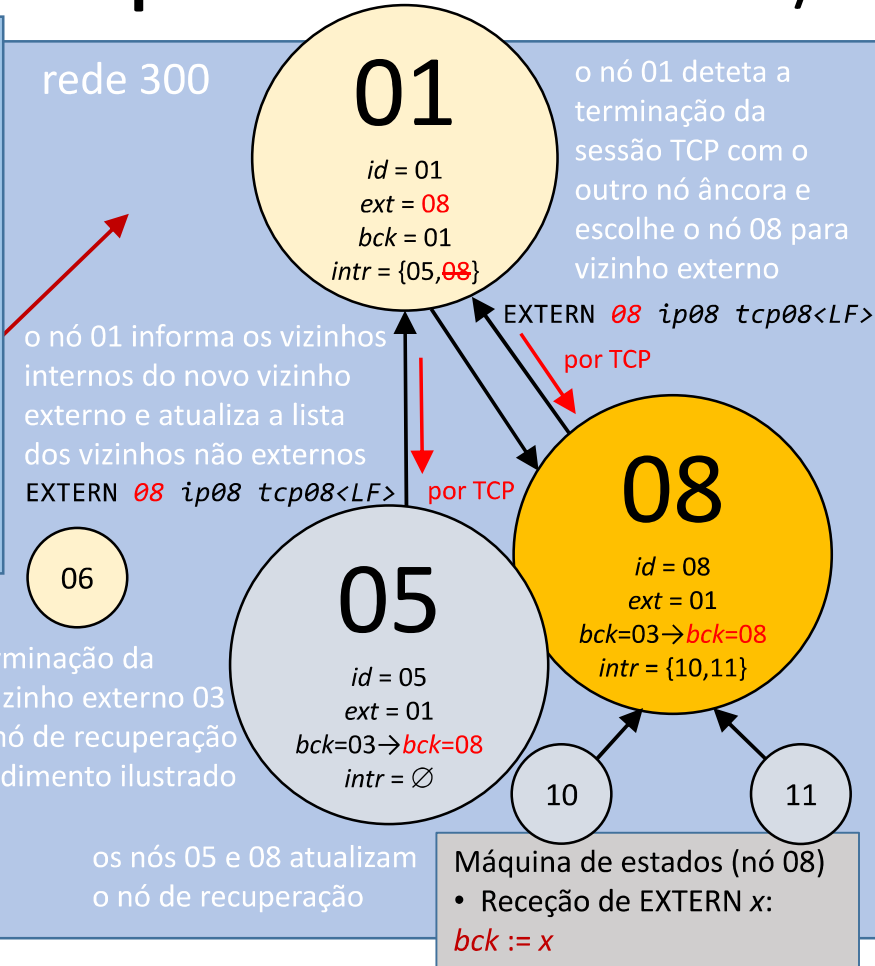 rede 300
01
id = 01
ext = 08
bck = 01
intr = {05,08}
o nó 01 deteta a
terminação da
sessão TCP com o
outro nó âncora e
escolhe o nó 08 para
vizinho externo
EXTERN 08 ip08 tcp08<LF>
por TCP
o nó 01 informa os vizinhos
internos do novo vizinho
externo e atualiza a lista
dos vizinhos não externos
EXTERN 08 ip08 tcp08<LF>
por TCP
08
id = 08
ext = 01
bck=03→bck=08
intr = {10,11}
06
05
id = 05
ext = 01
bck=03→bck=08
intr = ∅
rminação da
zinho externo 03
nó de recuperação
dimento ilustrado
10
11
os nós 05 e 08 atualizam
o nó de recuperação
Máquina de estados (nó 08)
• Receção de EXTERN x:
bck := x